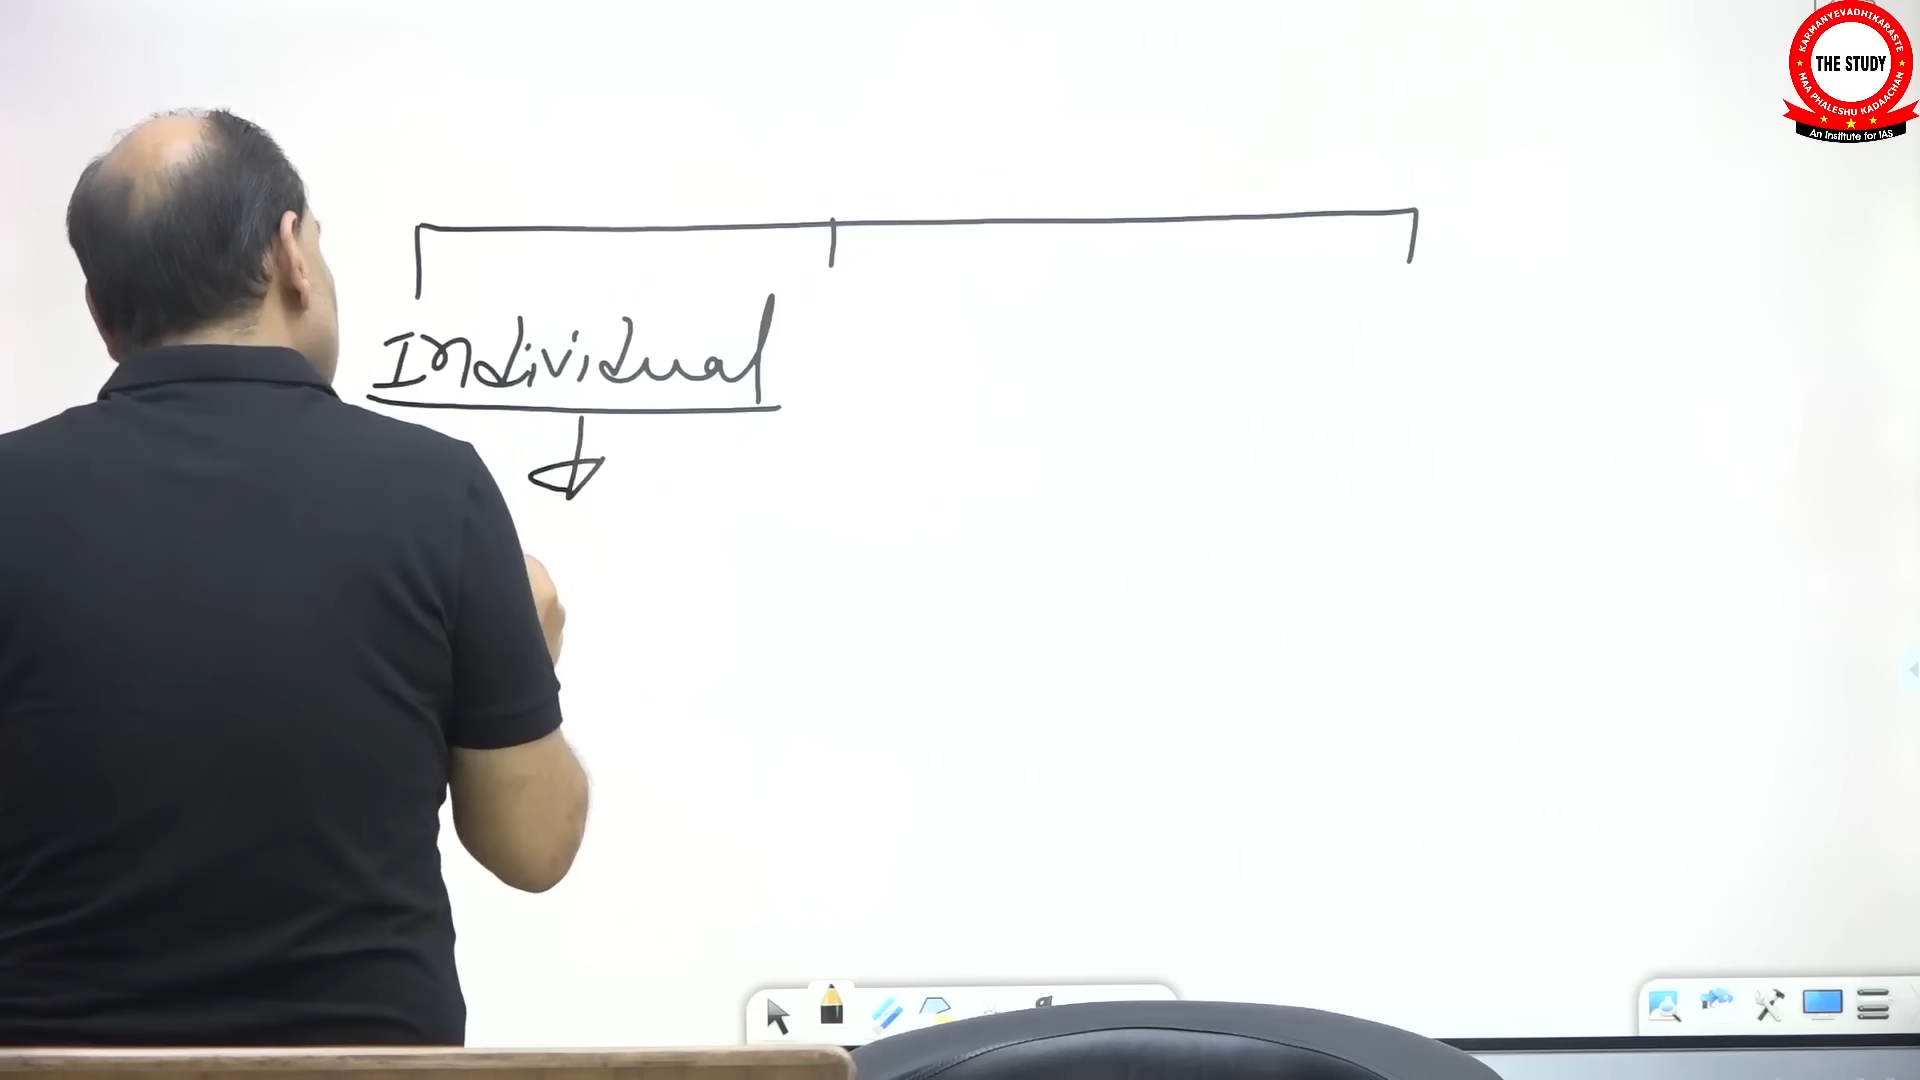 KARMANYEVADHIKARASTE
THE STUDY
MAA PHALESHU KADAACHAN
An Institute for IAS
Individual